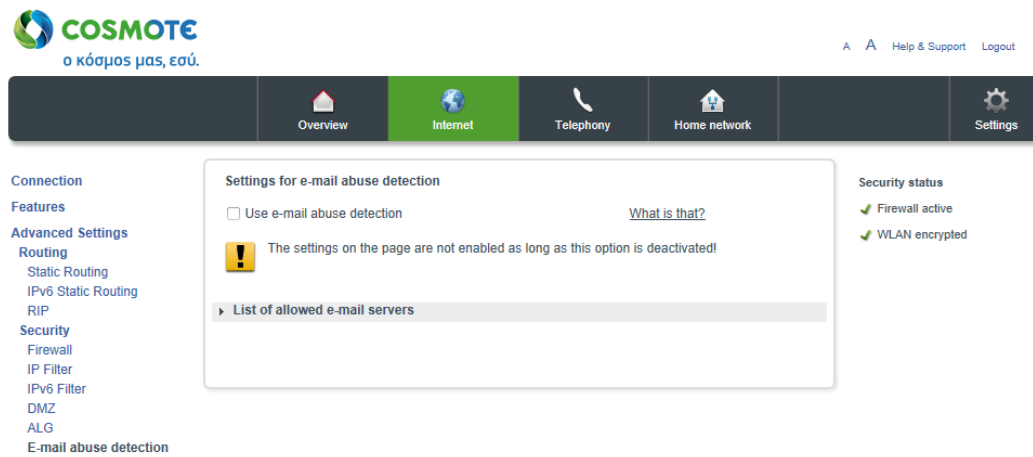 COSMOTE
ο κόσμος μας, εσύ.
A A Help & Support Logout
Overview
Internet
Telephony
Home network
Settings
Connection
Features
Advanced Settings
Routing
Static Routing
IPv6 Static Routing
RIP
Security
Firewall
IP Filter
IPv6 Filter
DMZ
ALG
E-mail abuse detection
Settings for e-mail abuse detection
Use e-mail abuse detection What is that?
The settings on the page are not enabled as long as this option is deactivated!
List of allowed e-mail servers
Security status
Firewall active
WLAN encrypted